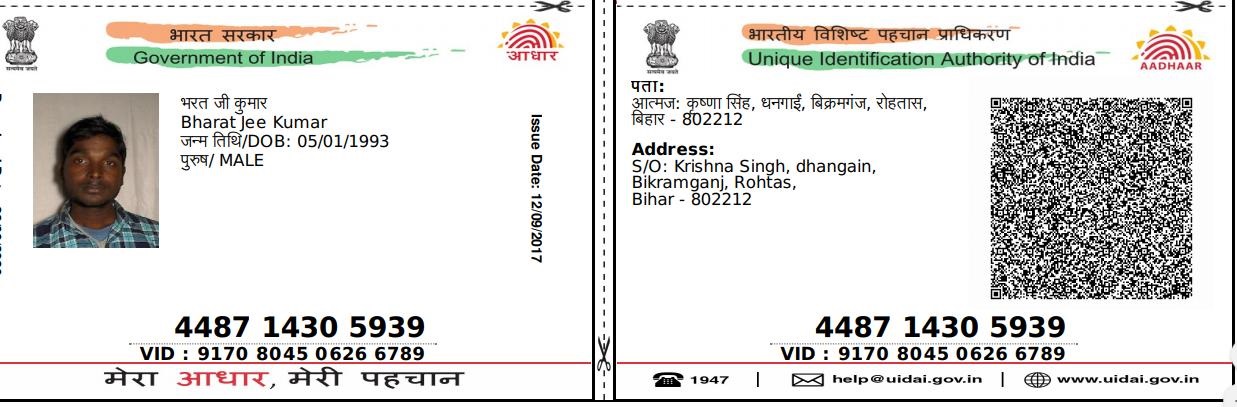 भारत सरकार
Government of India
सत्यमेव जयते
आधार
भरत जी कुमार
Bharat Jee Kumar
जन्म तिथि/DOB: 05/01/1993
पुरुष/ MALE
Issue Date: 12/09/2017
4487 1430 5939
VID : 9170 8045 0626 6789
मेरा आधार, मेरी पहचान
भारतीय विशिष्ट पहचान प्राधिकरण
Unique Identification Authority of India
सत्यमेव जयते
AADHAAR
पता:
आत्मज: कृष्णा सिंह, धनगाईं, बिक्रमगंज, रोहतास,
बिहार - 802212
Address:
S/O: Krishna Singh, dhangain,
Bikramganj, Rohtas,
Bihar - 802212
4487 1430 5939
VID : 9170 8045 0626 6789
1947 | help@uidai.gov.in | www.uidai.gov.in